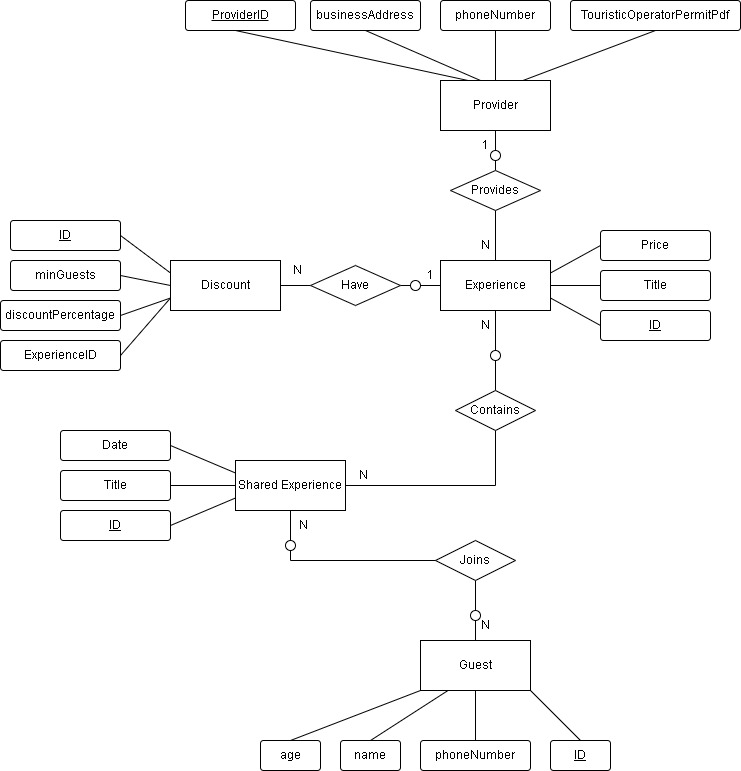 ProviderID
businessAddress
phoneNumber
TouristicOperatorPermitPdf
Provider
1
Provides
N
ID
minGuests
discountPercentage
ExperienceID
Discount
N
Have
1
Experience
Price
Title
ID
N
Contains
Date
Title
ID
Shared Experience
N
N
Joins
N
Guest
age
name
phoneNumber
ID